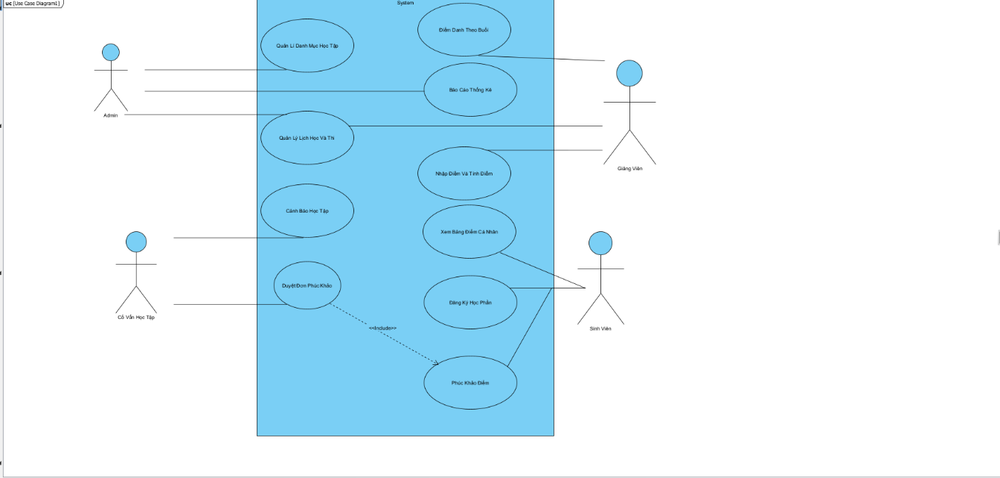 uc [Use Case Diagram1]
System
Điểm Danh Theo Buổi
Quản Lí Danh Mục Học Tập
Báo Cáo Thống Kê
Admin
Quản Lý Lịch Học Và Thi
Giảng Viên
Nhập Điểm Và Tính Điểm
Cảnh Báo Học Tập
Xem Bảng Điểm Cá Nhân
Duyệt Đơn Phúc Khảo
Đăng Ký Học Phần
Cố Vấn Học Tập
<<Include>>
Sinh Viên
Phúc Khảo Điểm